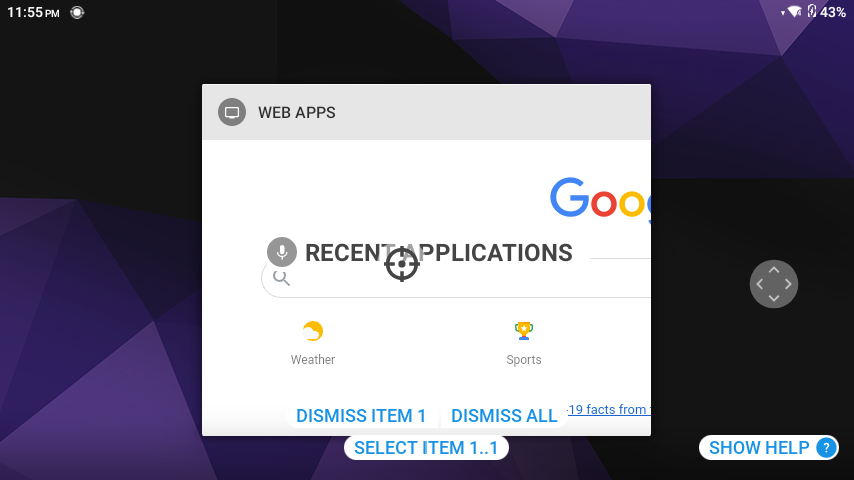 11:55 PM
43%
WEB APPS
Goog
RECENT APPLICATIONS
Weather
Sports
-19 facts from
DISMISS ITEM 1
DISMISS ALL
SELECT ITEM 1..1
SHOW HELP ?